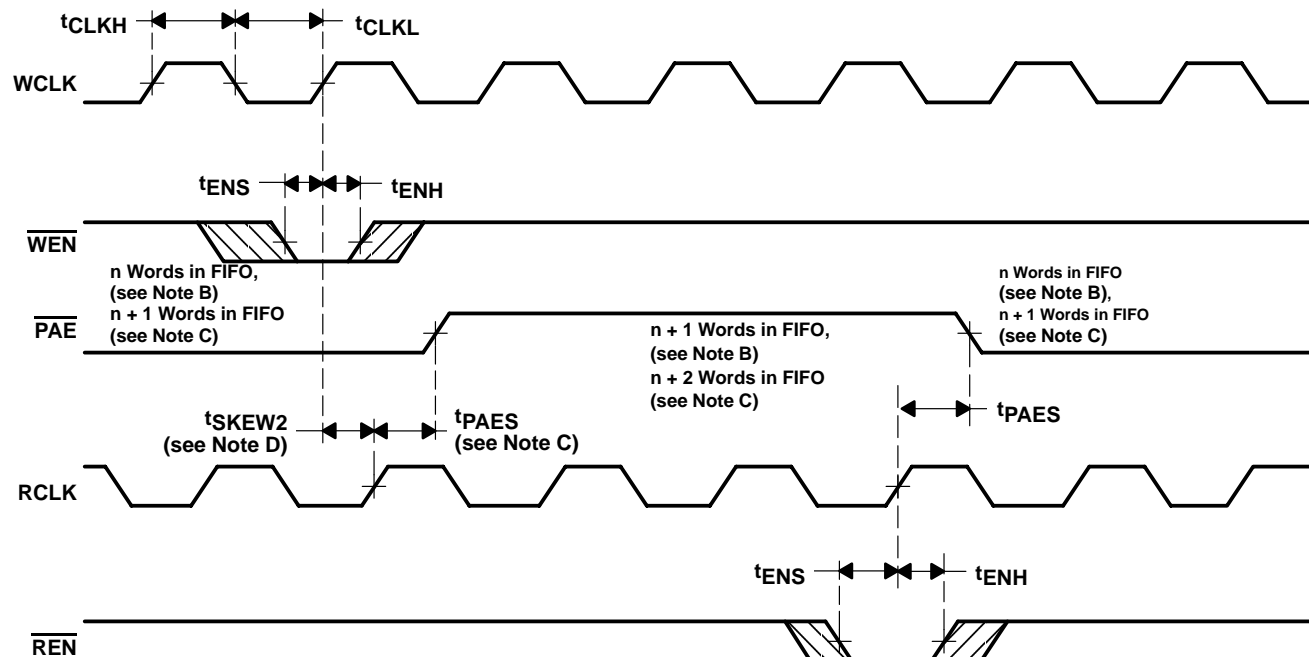 tCLKH
tCLKL
WCLK
tENS
tENH
WEN
n Words in FIFO,
(see Note B)
n + 1 Words in FIFO
(see Note C)
n Words in FIFO
(see Note B),
n + 1 Words in FIFO
(see Note C)
PAE
n + 1 Words in FIFO,
(see Note B)
n + 2 Words in FIFO
(see Note C)
tSKEW2
(see Note D)
tPAES
(see Note C)
tPAES
RCLK
tENS
tENH
REN